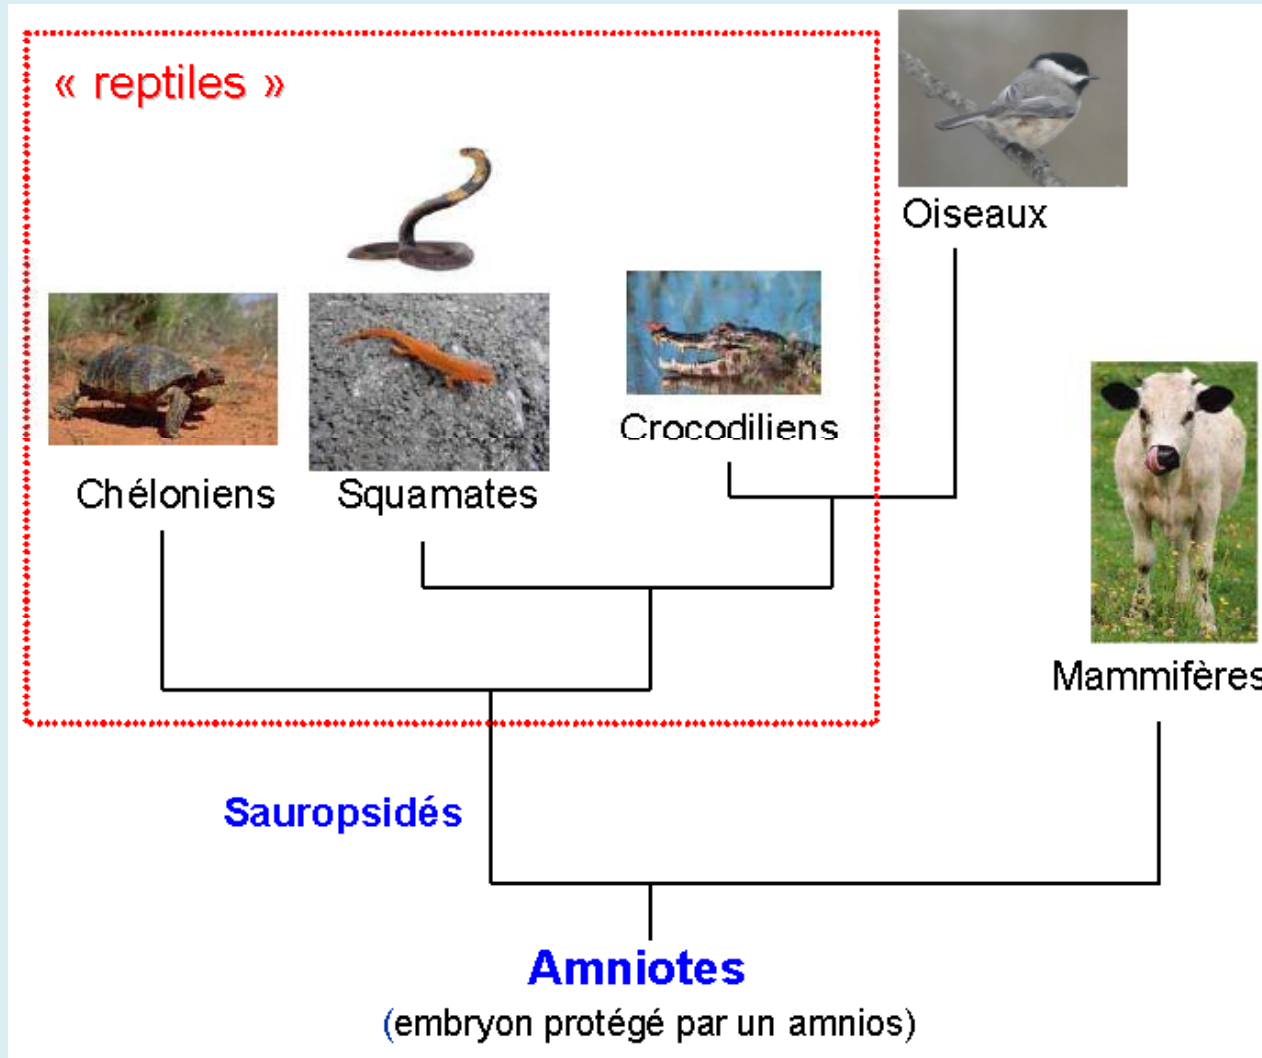 « reptiles »
Oiseaux
Crocodiliens
Chéloniens
Squamates
Mammifères
Sauropsidés
Amniotes
(embryon protégé par un amnios)